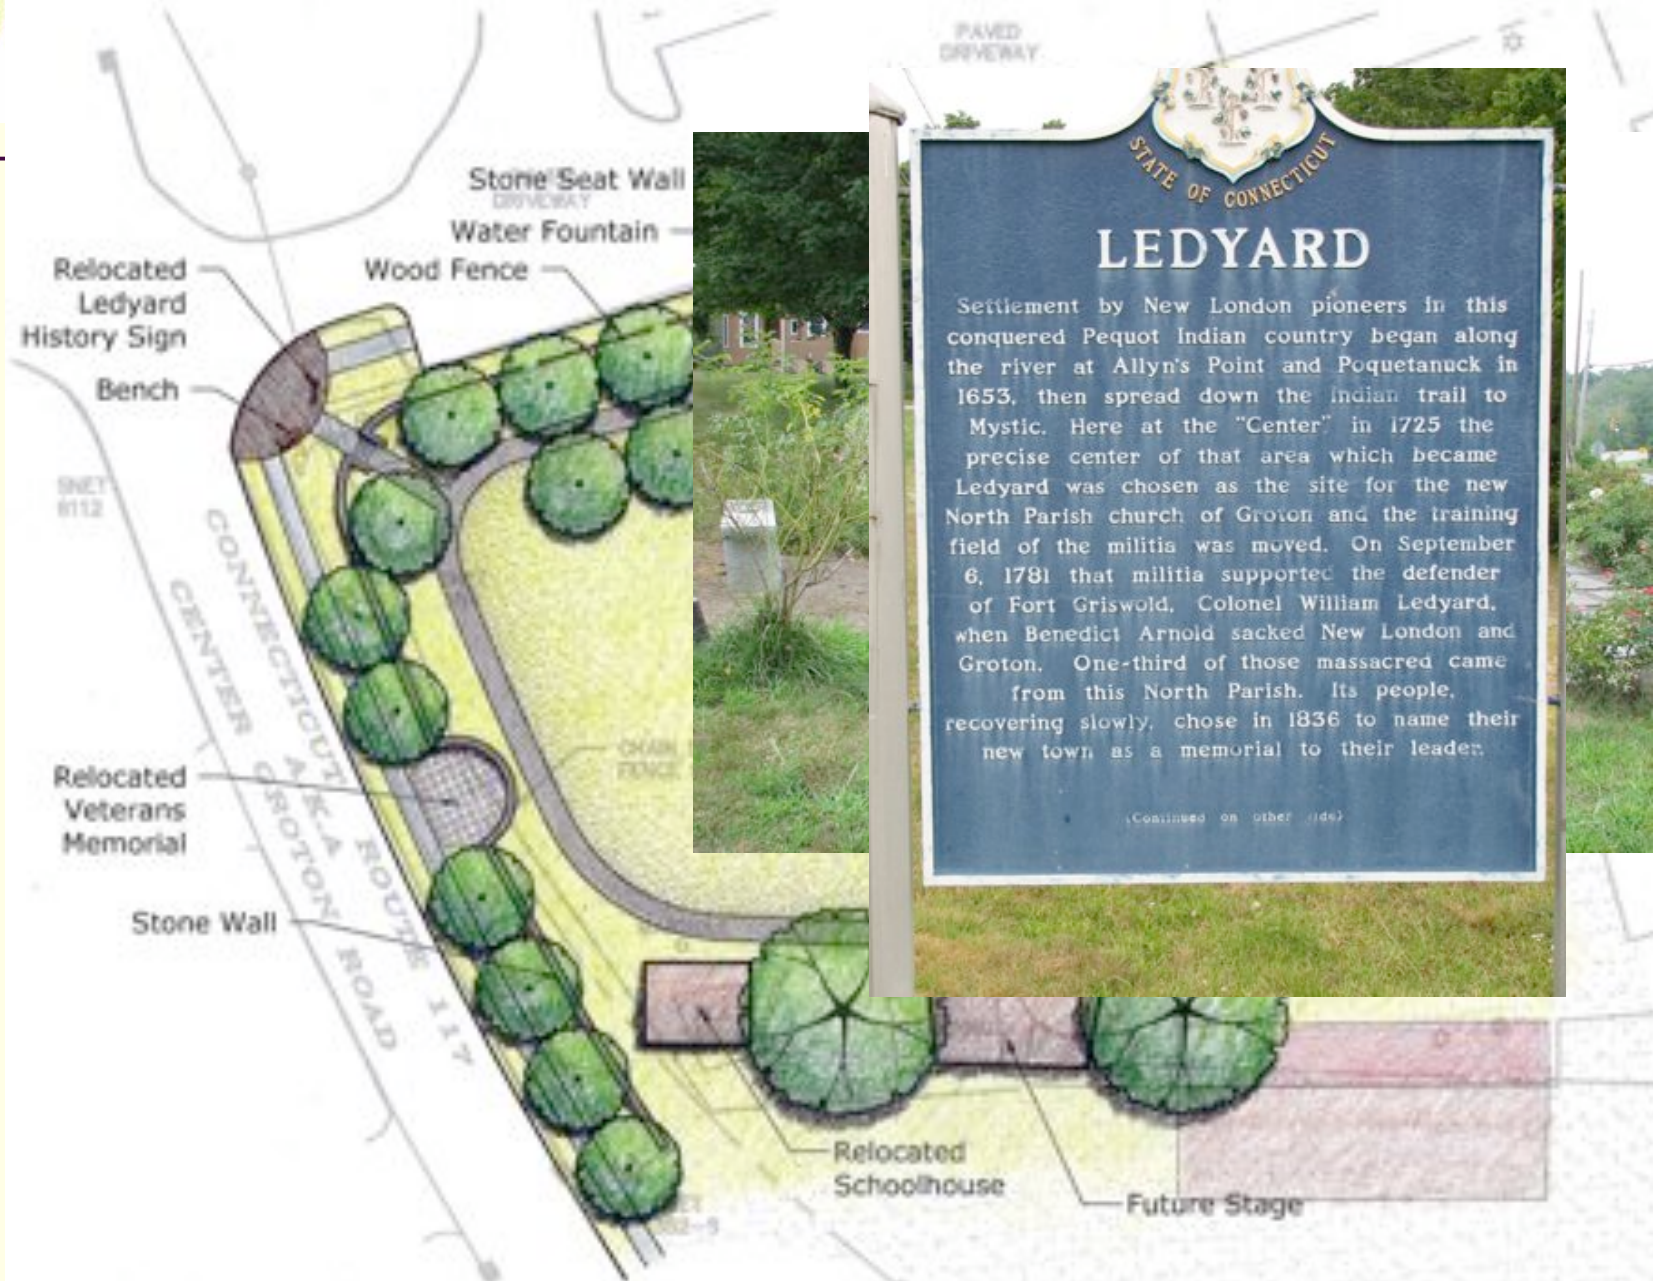 PAVED
DRIVEWAY
Stone Seat Wall
DRIVEWAY
Water Fountain
Wood Fence
Relocated
Ledyard
History Sign
Bench
SNET
6112
CONNECTICUT ROUTE 117
A.K.A
CENTER GROTON ROAD
CHAIN
FENCE
Relocated
Veterans
Memorial
Stone Wall
Relocated
Schoolhouse
Future Stage
STATE OF CONNECTICUT
LEDYARD
Settlement by New London pioneers in this
conquered Pequot Indian country began along
the river at Allyn's Point and Poquetanuck in
1653, then spread down the Indian trail to
Mystic. Here at the "Center" in 1725 the
precise center of that area which became
Ledyard was chosen as the site for the new
North Parish church of Groton and the training
field of the militia was moved. On September
6, 1781 that militia supported the defender
of Fort Griswold, Colonel William Ledyard,
when Benedict Arnold sacked New London and
Groton. One-third of those massacred came
from this North Parish. Its people,
recovering slowly, chose in 1836 to name their
new town as a memorial to their leader.
(Continued on other side)